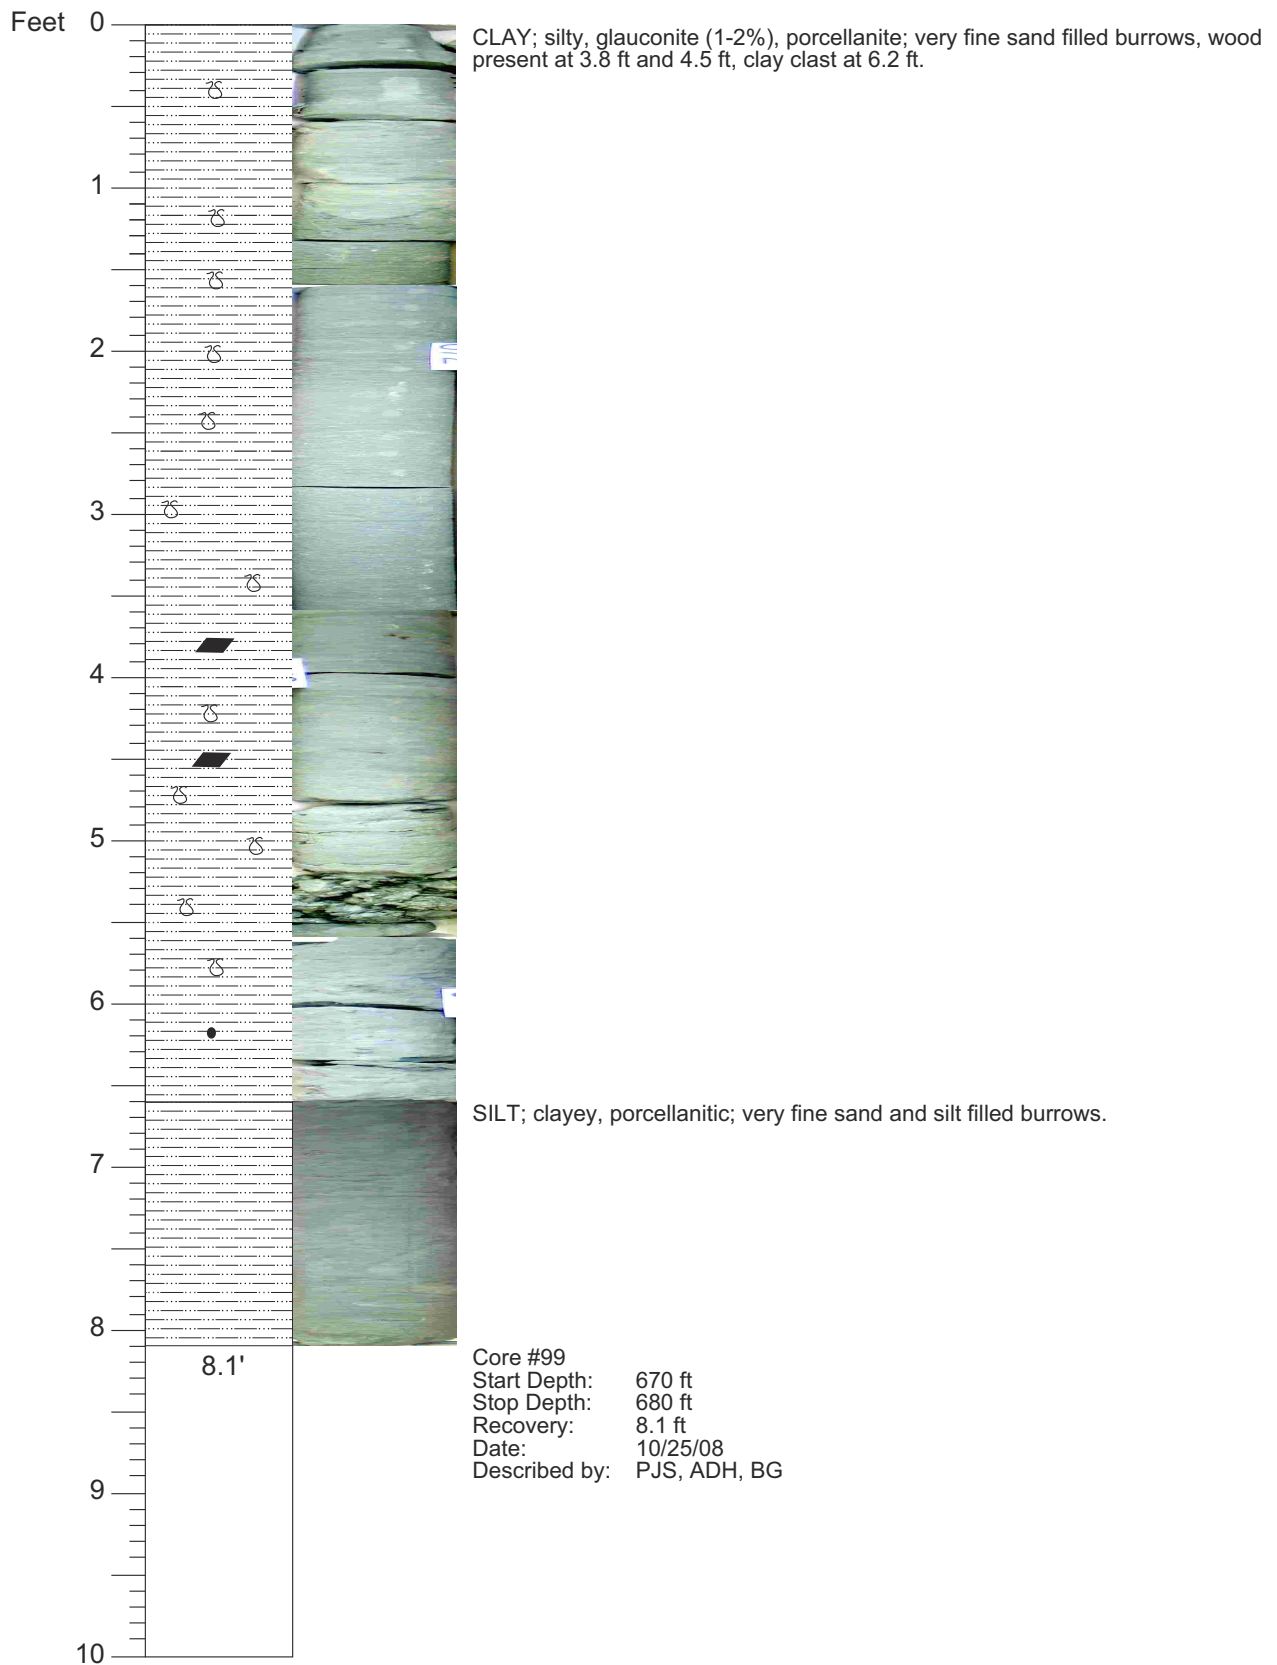 Feet 0
CLAY; silty, glauconite (1-2%), porcellanite; very fine sand filled burrows, wood
present at 3.8 ft and 4.5 ft, clay clast at 6.2 ft.
1
2
3
4
5
6
SILT; clayey, porcellanitic; very fine sand and silt filled burrows.
7
8
8.1'
Core #99
Start Depth: 670 ft
Stop Depth: 680 ft
Recovery: 8.1 ft
Date: 10/25/08
Described by: PJS, ADH, BG
9
10